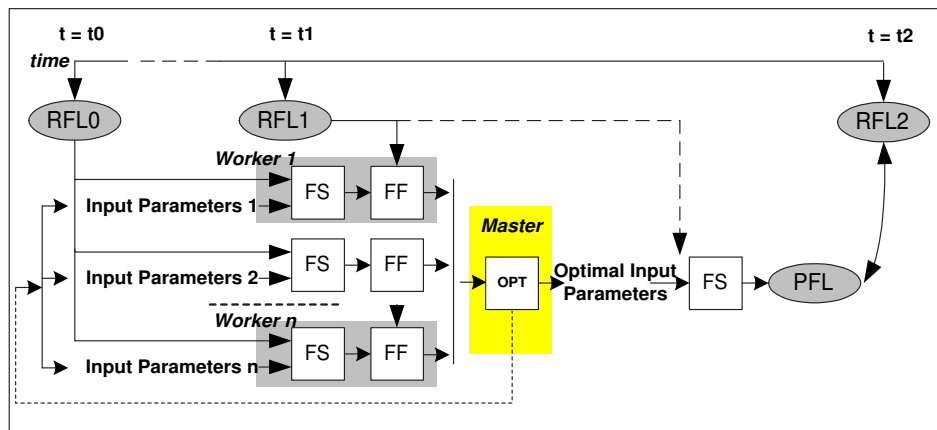 t = t0
t = t1
t = t2
time
RFL0
RFL1
RFL2
Worker 1
FS
FF
Input Parameters 1
Master
FS
FF
Input Parameters 2
OPT
Optimal Input
Parameters
FS
PFL
Worker n
FS
FF
Input Parameters n